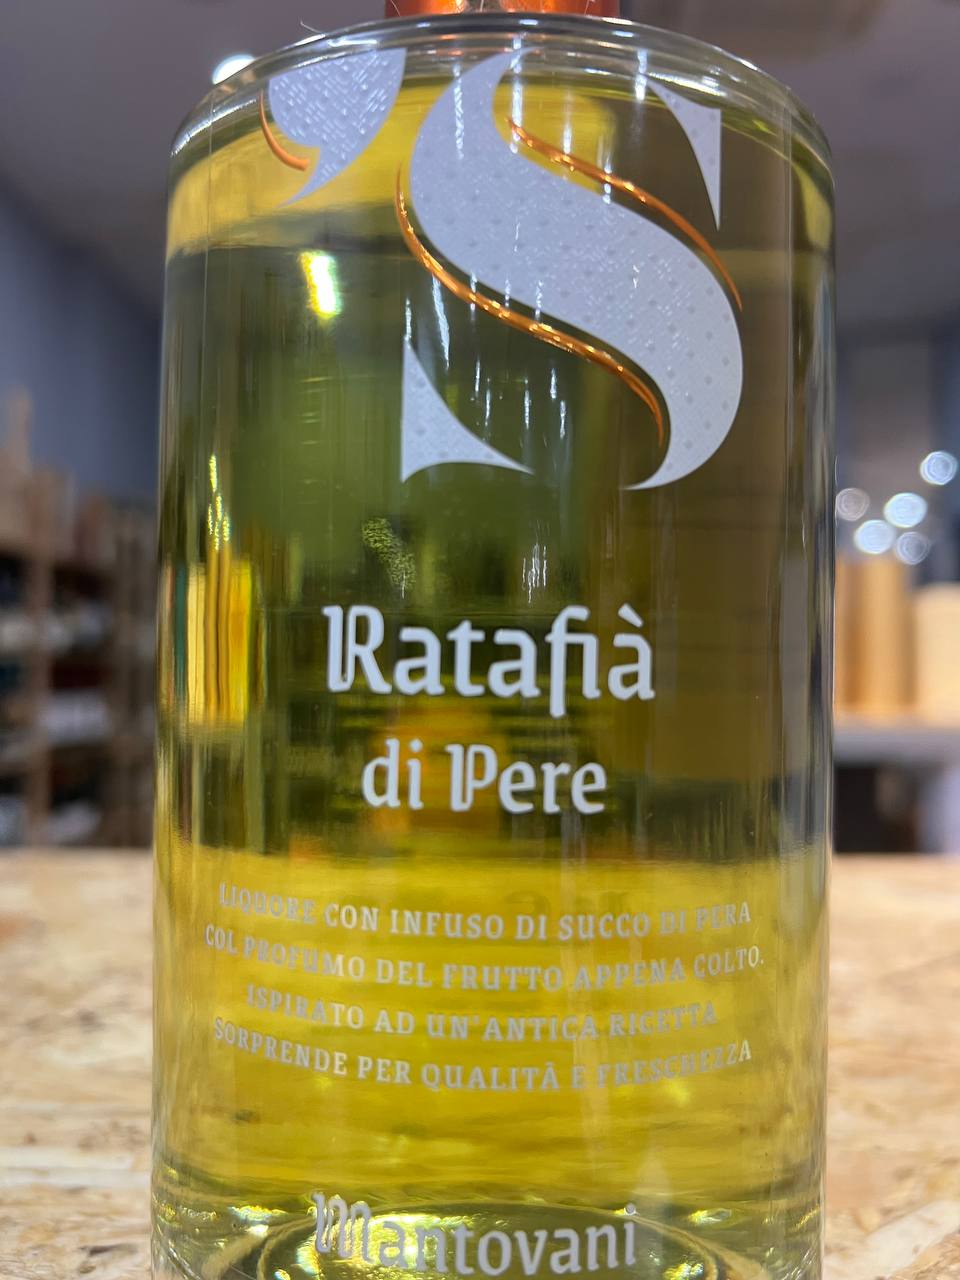 'S
Ratafià
di Pere
LIQUORE CON INFUSO DI SUCCO DI PERA
COL PROFUMO DEL FRUTTO APPENA COLTO.
ISPIRATO AD UN'ANTICA RICETTA
SORPRENDE PER QUALITÀ E FRESCHEZZA
Mantovani